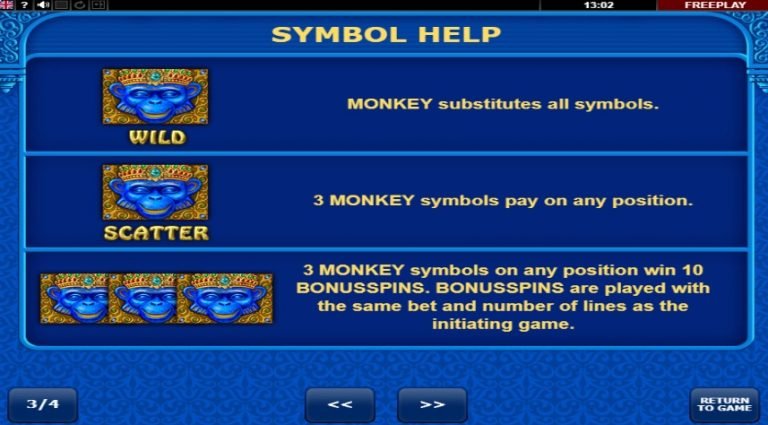 ? 13:02 FREEPLAY
SYMBOL HELP
WILD
MONKEY substitutes all symbols.
SCATTER
3 MONKEY symbols pay on any position.
3 MONKEY symbols on any position win 10
BONUSSPINS. BONUSSPINS are played with
the same bet and number of lines as the
initiating game.
3/4
<<
>>
RETURN
TO GAME